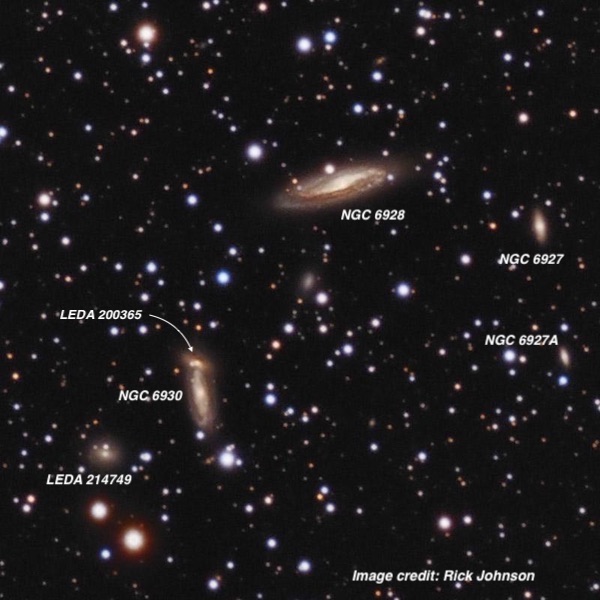 NGC 6928
NGC 6927
LEDA 200365
NGC 6927A
NGC 6930
LEDA 214749
Image credit: Rick Johnson